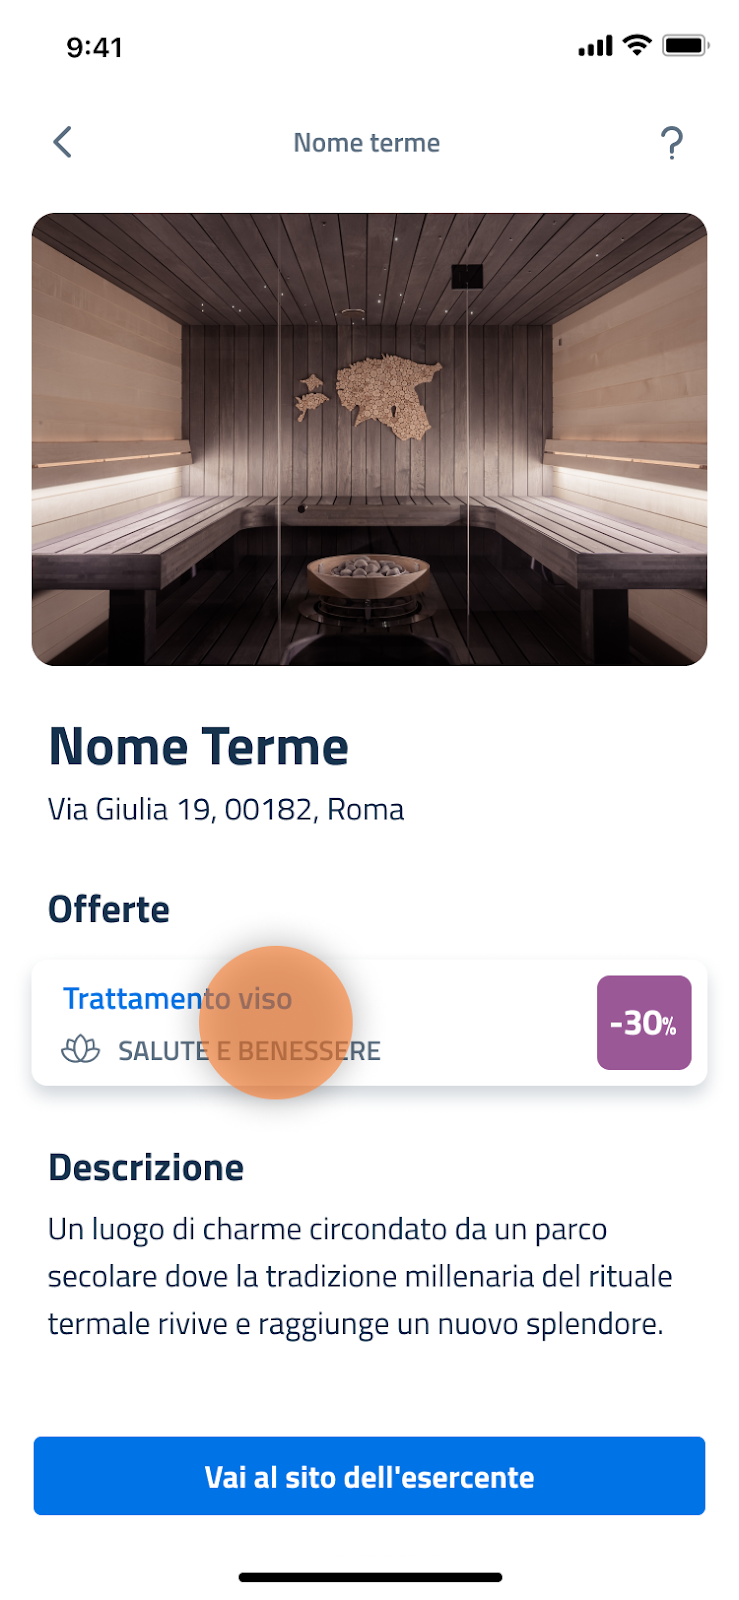 9:41
Nome terme
Nome Terme
Via Giulia 19, 00182, Roma
Offerte
Trattamento viso
SALUTE E BENESSERE
-30%
Descrizione
Un luogo di charme circondato da un parco
secolare dove la tradizione millenaria del rituale
termale rivive e raggiunge un nuovo splendore.
Vai al sito dell'esercente